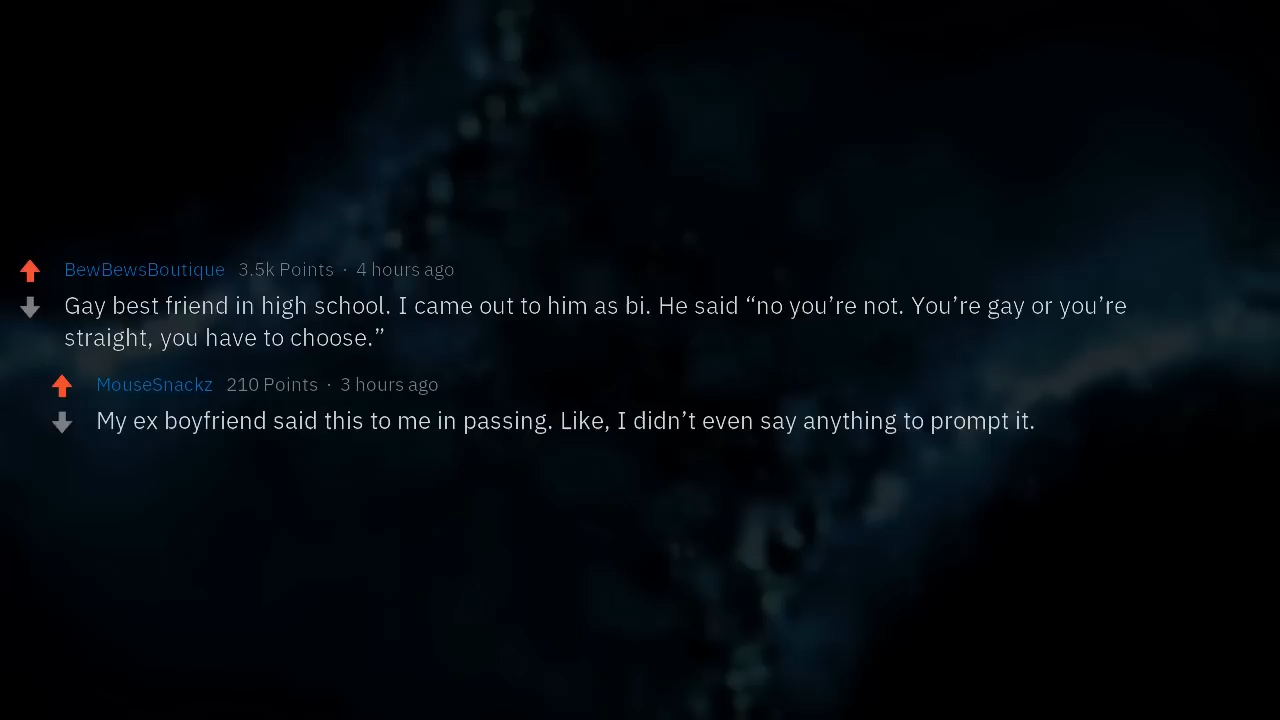 BewBewsBoutique 3.5k Points · 4 hours ago
Gay best friend in high school. I came out to him as bi. He said “no you’re not. You’re gay or you’re
straight, you have to choose.”
MouseSnackz 210 Points · 3 hours ago
My ex boyfriend said this to me in passing. Like, I didn’t even say anything to prompt it.